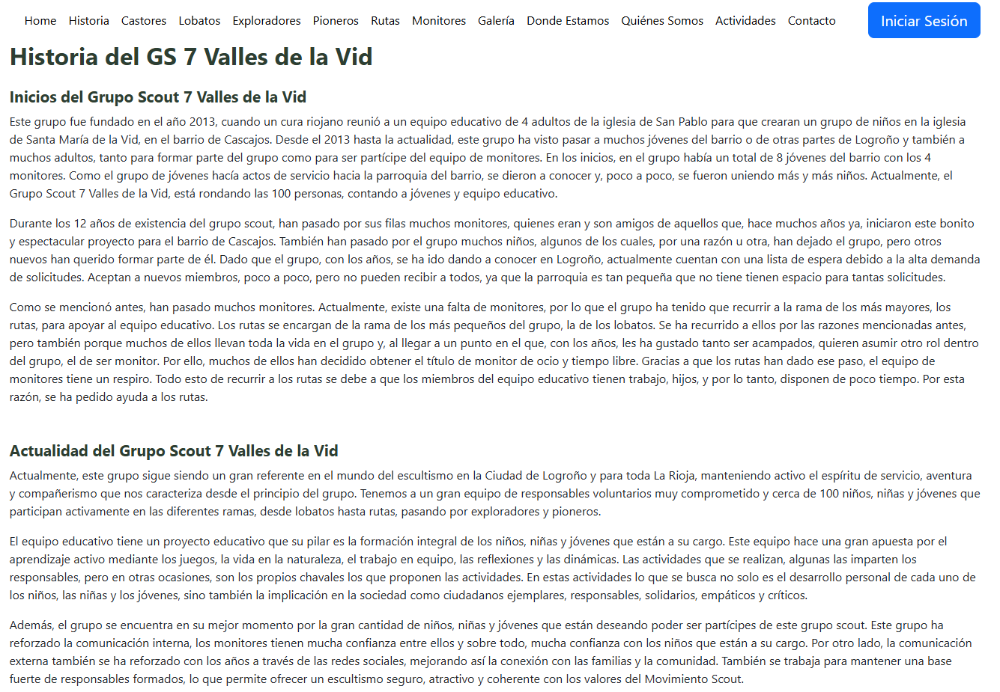 Home Historia Castores Lobatos Exploradores Pioneros Rutas Monitores Galería Donde Estamos Quiénes Somos Actividades Contacto Iniciar Sesión
Historia del GS 7 Valles de la Vid
Inicios del Grupo Scout 7 Valles de la Vid
Este grupo fue fundado en el año 2013, cuando un cura riojano reunió a un equipo educativo de 4 adultos de la iglesia de San Pablo para que crearan un grupo de niños en la iglesia
de Santa María de la Vid, en el barrio de Cascajos. Desde el 2013 hasta la actualidad, este grupo ha visto pasar a muchos jóvenes del barrio o de otras partes de Logroño y también a
muchos adultos, tanto para formar parte del grupo como para ser partícipe del equipo de monitores. En los inicios, en el grupo había un total de 8 jóvenes del barrio con los 4
monitores. Como el grupo de jóvenes hacía actos de servicio hacia la parroquia del barrio, se dieron a conocer y, poco a poco, se fueron uniendo más y más niños. Actualmente, el
Grupo Scout 7 Valles de la Vid, está rondando las 100 personas, contando a jóvenes y equipo educativo.
Durante los 12 años de existencia del grupo scout, han pasado por sus filas muchos monitores, quienes eran y son amigos de aquellos que, hace muchos años ya, iniciaron este bonito
y espectacular proyecto para el barrio de Cascajos. También han pasado por el grupo muchos niños, algunos de los cuales, por una razón u otra, han dejado el grupo, pero otros
nuevos han querido formar parte de él. Dado que el grupo, con los años, se ha ido dando a conocer en Logroño, actualmente cuentan con una lista de espera debido a la alta demanda
de solicitudes. Aceptan a nuevos miembros, poco a poco, pero no pueden recibir a todos, ya que la parroquia es tan pequeña que no tiene tienen espacio para tantas solicitudes.
Como se mencionó antes, han pasado muchos monitores. Actualmente, existe una falta de monitores, por lo que el grupo ha tenido que recurrir a la rama de los más mayores, los
rutas, para apoyar al equipo educativo. Los rutas se encargan de la rama de los más pequeños del grupo, la de los lobatos. Se ha recurrido a ellos por las razones mencionadas antes,
pero también porque muchos de ellos llevan toda la vida en el grupo y, al llegar a un punto en el que, con los años, les ha gustado tanto ser acampados, quieren asumir otro rol dentro
del grupo, el de ser monitor. Por ello, muchos de ellos han decidido obtener el título de monitor de ocio y tiempo libre. Gracias a que los rutas han dado ese paso, el equipo de
monitores tiene un respiro. Todo esto de recurrir a los rutas se debe a que los miembros del equipo educativo tienen trabajo, hijos, y por lo tanto, disponen de poco tiempo. Por esta
razón, se ha pedido ayuda a los rutas.
Actualidad del Grupo Scout 7 Valles de la Vid
Actualmente, este grupo sigue siendo un gran referente en el mundo del escultismo en la Ciudad de Logroño y para toda La Rioja, manteniendo activo el espíritu de servicio, aventura
y compañerismo que nos caracteriza desde el principio del grupo. Tenemos a un gran equipo de responsables voluntarios muy comprometido y cerca de 100 niños, niñas y jóvenes que
participan activamente en las diferentes ramas, desde lobatos hasta rutas, pasando por exploradores y pioneros.
El equipo educativo tiene un proyecto educativo que su pilar es la formación integral de los niños, niñas y jóvenes que están a su cargo. Este equipo hace una gran apuesta por el
aprendizaje activo mediante los juegos, la vida en la naturaleza, el trabajo en equipo, las reflexiones y las dinámicas. Las actividades que se realizan, algunas las imparten los
responsables, pero en otras ocasiones, son los propios chavales los que proponen las actividades. En estas actividades lo que se busca no solo es el desarrollo personal de cada uno de
los niños, las niñas y los jóvenes, sino también la implicación en la sociedad como ciudadanos ejemplares, responsables, solidarios, empáticos y críticos.
Además, el grupo se encuentra en su mejor momento por la gran cantidad de niños, niñas y jóvenes que están deseando poder ser partícipes de este grupo scout. Este grupo ha
reforzado la comunicación interna, los monitores tienen mucha confianza entre ellos y sobre todo, mucha confianza con los niños que están a su cargo. Por otro lado, la comunicación
externa también se ha reforzado con los años a través de las redes sociales, mejorando así la conexión con las familias y la comunidad. También se trabaja para mantener una base
fuerte de responsables formados, lo que permite ofrecer un escultismo seguro, atractivo y coherente con los valores del Movimiento Scout.